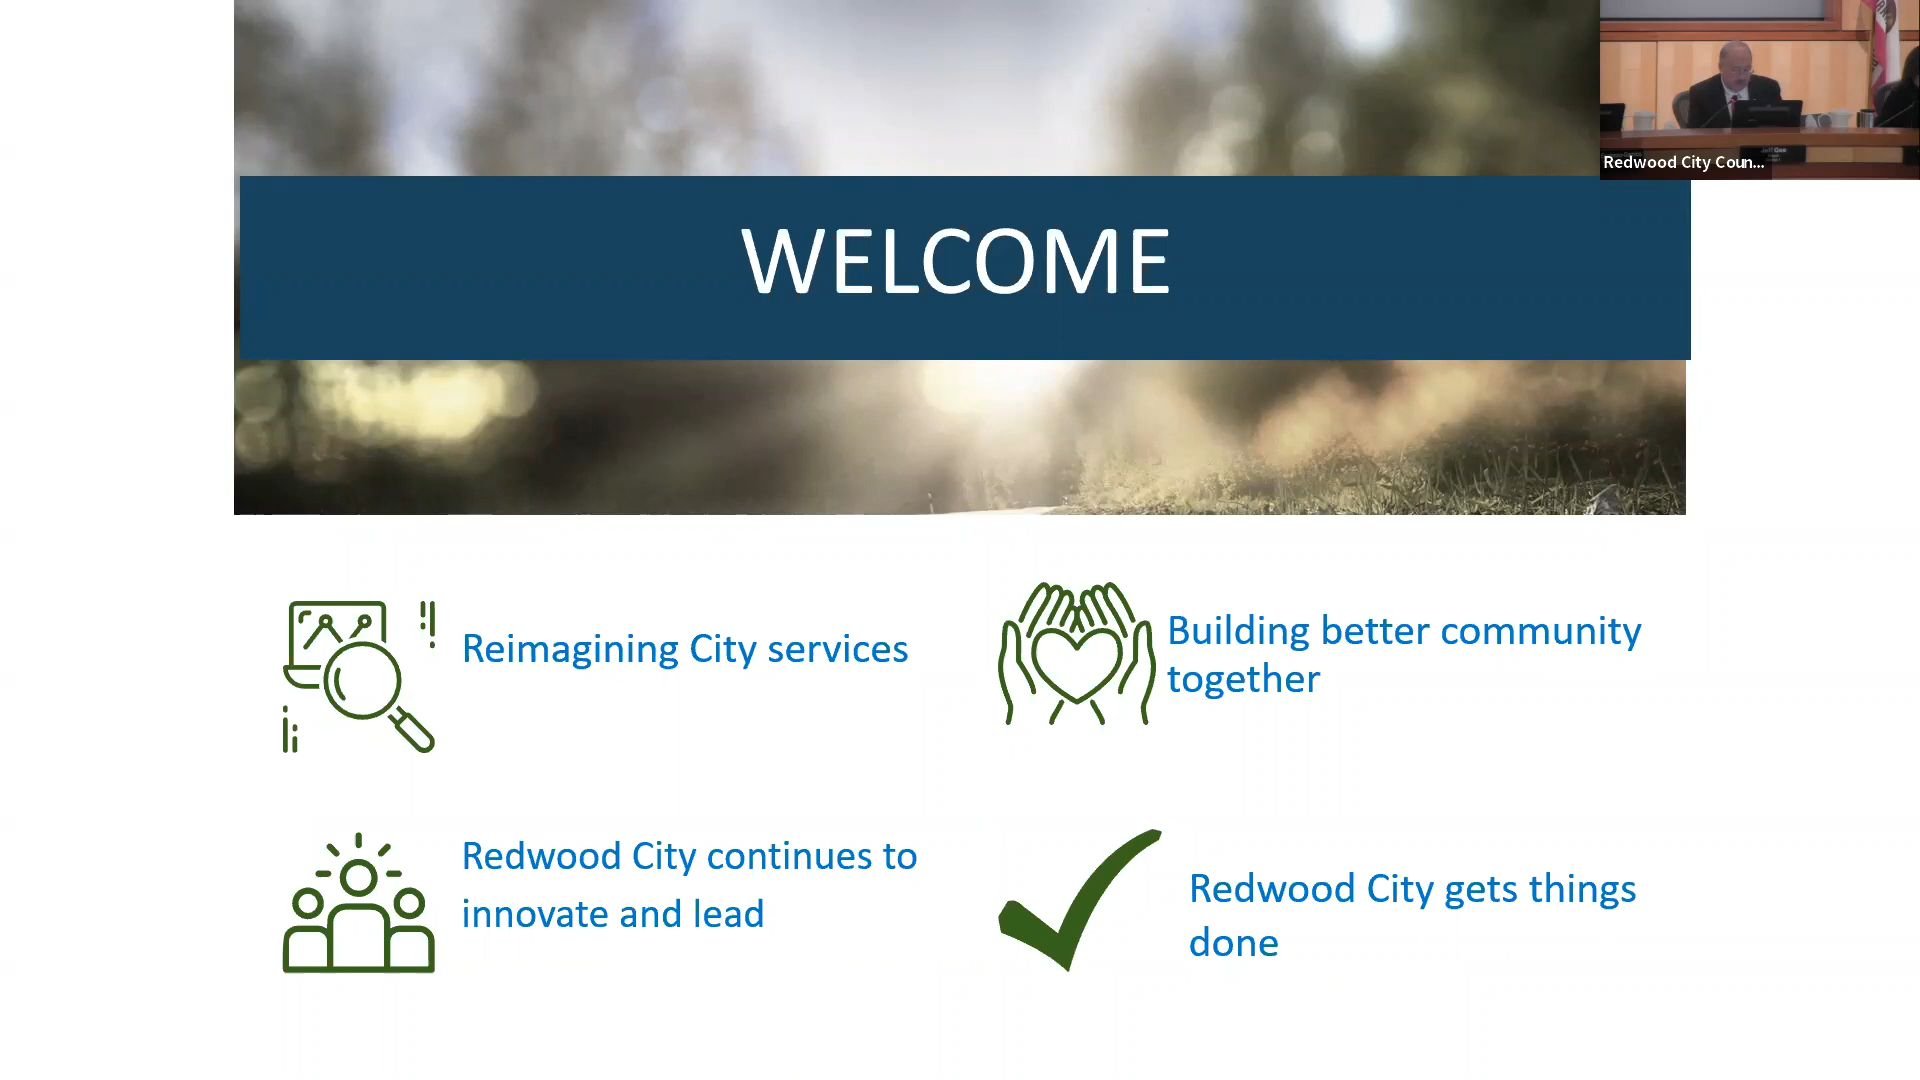 WELCOME
Redwood City Coun...
Reimagining City services
Building better community
together
Redwood City continues to
innovate and lead
Redwood City gets things
done